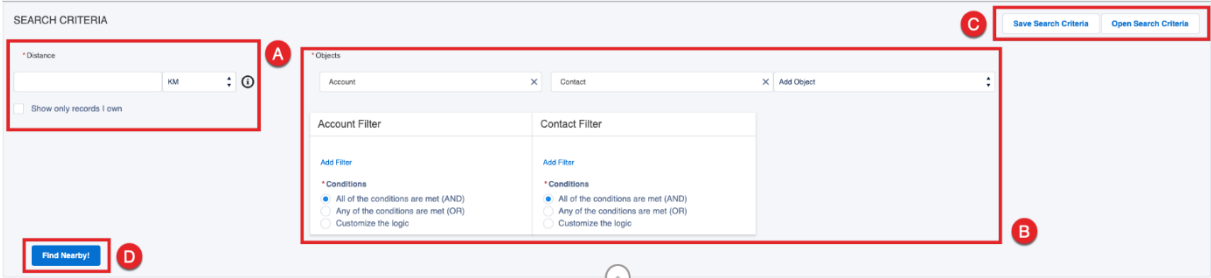 SEARCH CRITERIA
C
Save Search Criteria
Open Search Criteria
* Distance
A
* Objects
KM
Account
Contact
Add Object
Show only records I own
Account Filter
Contact Filter
Add Filter
Add Filter
* Conditions
* Conditions
All of the conditions are met (AND)
All of the conditions are met (AND)
Any of the conditions are met (OR)
Any of the conditions are met (OR)
Customize the logic
Customize the logic
B
Find Nearby!
D